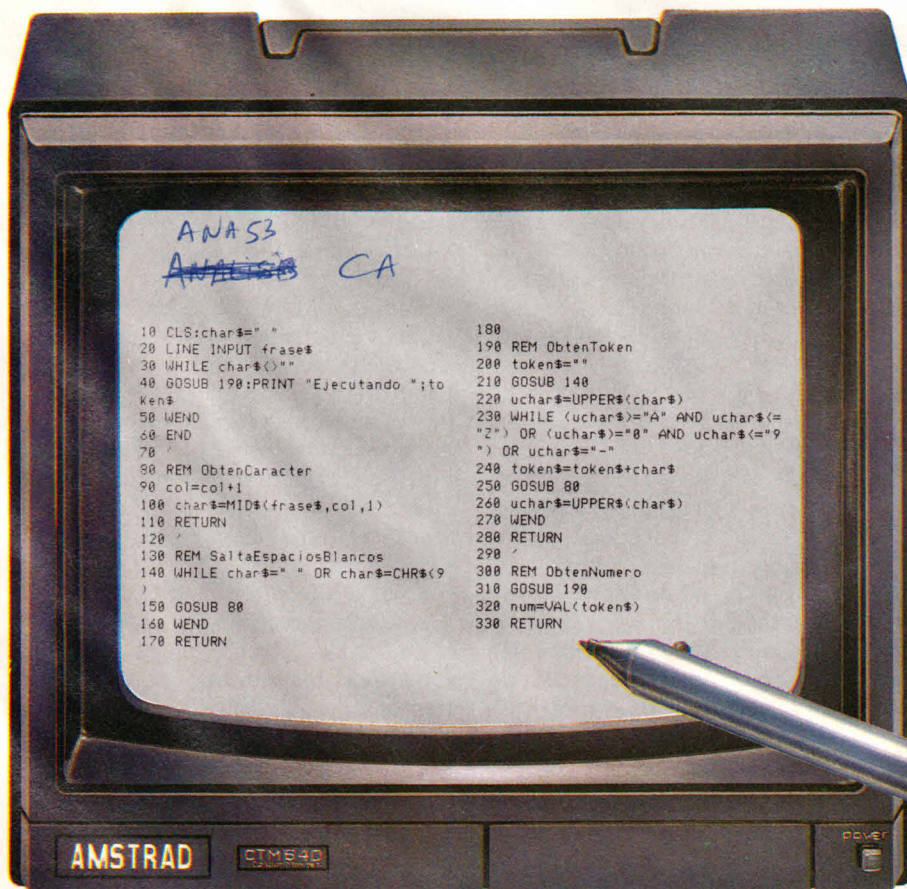 ANA53
CA
10 CLS:char$=" "
20 LINE INPUT frase$
30 WHILE char$<>""
40 GOSUB 190:PRINT "Ejecutando ";to
ken$
50 WEND
60 END
70 '
80 REM ObtenCaracter
90 col=col+1
100 char$=MID$(frase$,col,1)
110 RETURN
120 '
130 REM SaltaEspaciosBlancos
140 WHILE char$=" " OR char$=CHR$(9
)
150 GOSUB 80
160 WEND
170 RETURN
180
190 REM ObtenToken
200 token$=""
210 GOSUB 140
220 uchar$=UPPER$(char$)
230 WHILE (uchar$>="A" AND uchar$<=
"Z") OR (uchar$>="0" AND uchar$<="9
") OR uchar$="-"
240 token$=token$+char$
250 GOSUB 80
260 uchar$=UPPER$(char$)
270 WEND
280 RETURN
290 '
300 REM ObtenNumero
310 GOSUB 190
320 num=VAL(token$)
330 RETURN
AMSTRAD
CTM640
power